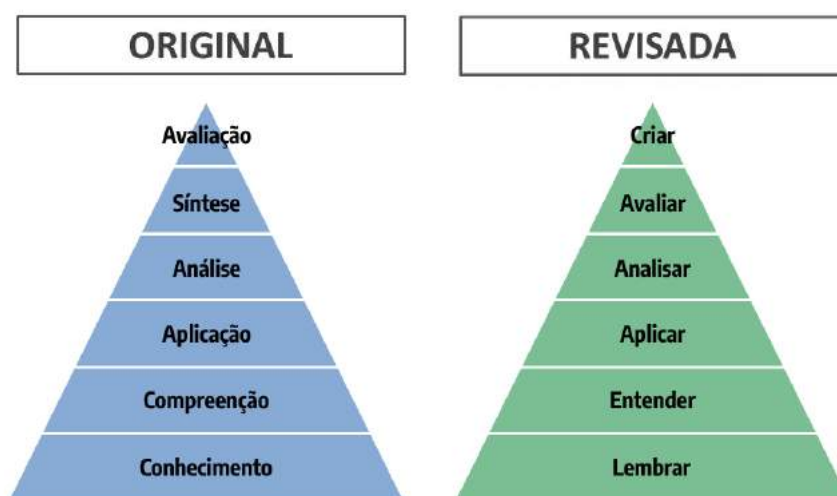 ORIGINAL
Avaliação
Síntese
Análise
Aplicação
Compreenção
Conhecimento
REVISADA
Criar
Avaliar
Analisar
Aplicar
Entender
Lembrar